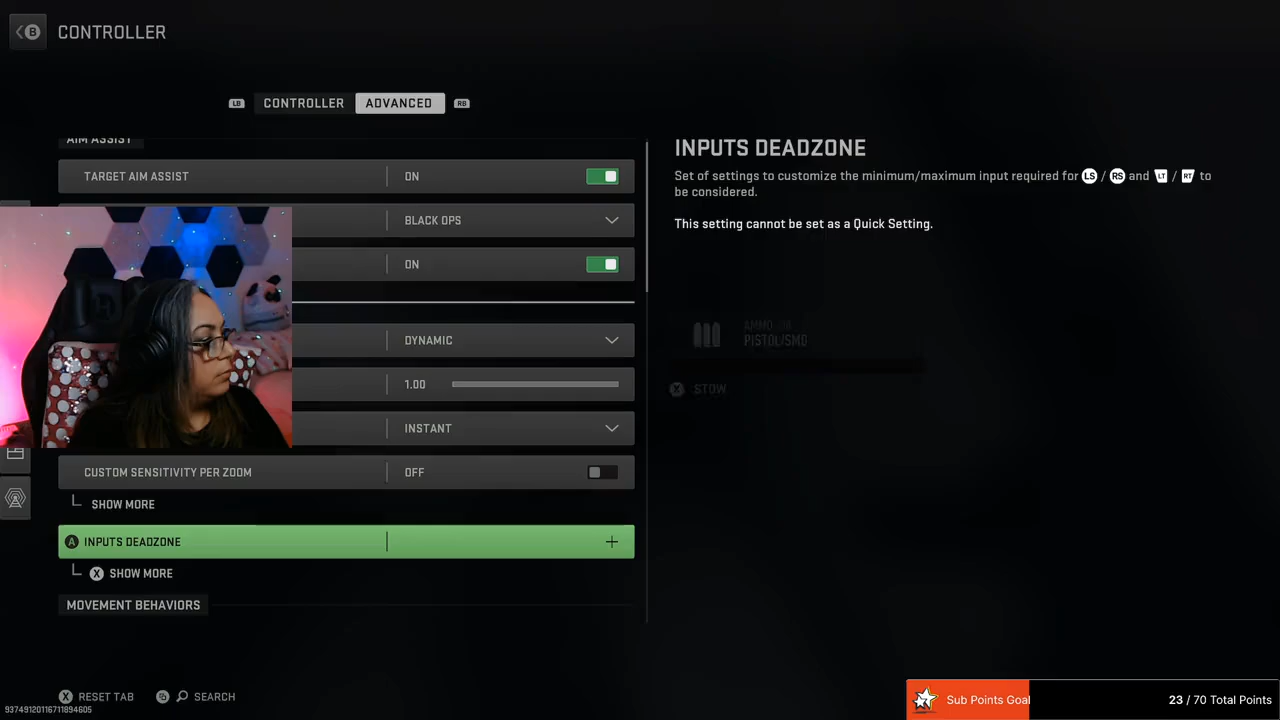 B CONTROLLER
LB CONTROLLER ADVANCED RB
AIM ASSIST
TARGET AIM ASSIST ON
BLACK OPS
ON
DYNAMIC
1.00
INSTANT
CUSTOM SENSITIVITY PER ZOOM OFF
SHOW MORE
A INPUTS DEADZONE
X SHOW MORE
MOVEMENT BEHAVIORS
INPUTS DEADZONE
Set of settings to customize the minimum/maximum input required for LS / RS and LT / RT to
be considered.
This setting cannot be set as a Quick Setting.
PISTOL/SMG
X STOW
X RESET TAB SEARCH
93749120116711894605
Sub Points Goal 23 / 70 Total Points